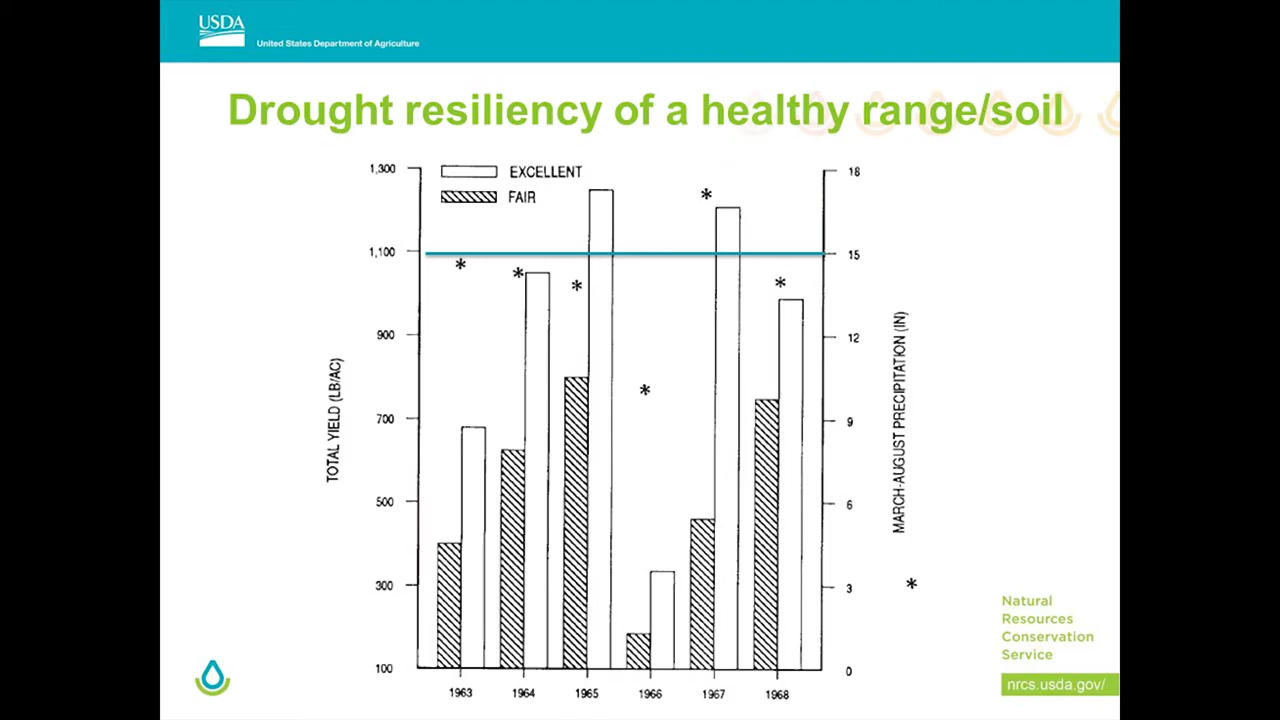 USDA
United States Department of Agriculture
Drought resiliency of a healthy range/soil
EXCELLENT
FAIR
1,300
1,100
900
700
500
300
100
TOTAL YIELD (LB/AC)
18
15
12
9
6
3
0
MARCH-AUGUST PRECIPITATION (IN)
*
1963
1964
1965
1966
1967
1968
Natural
Resources
Conservation
Service
nrcs.usda.gov/